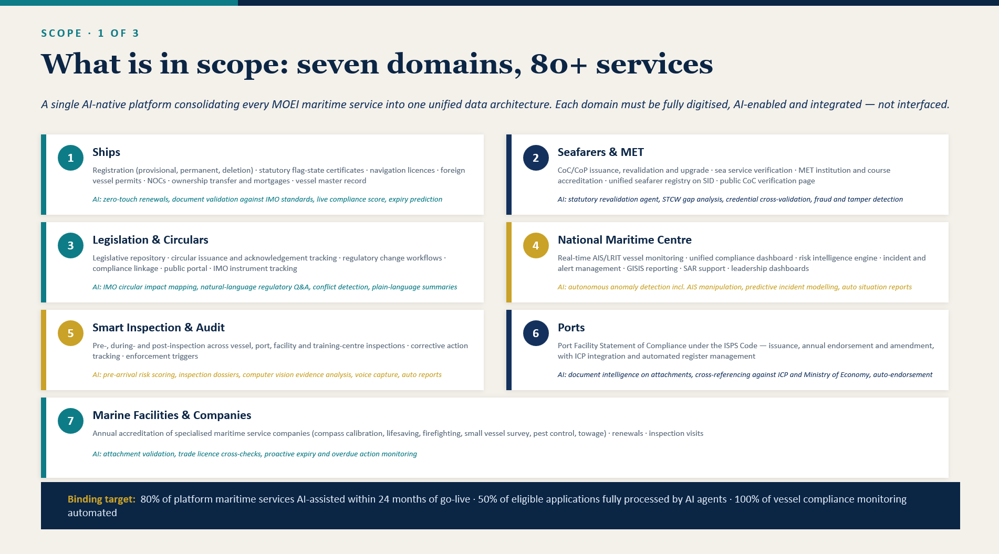 SCOPE · 1 OF 3
What is in scope: seven domains, 80+ services
A single AI-native platform consolidating every MOEI maritime service into one unified data architecture. Each domain must be fully digitised, AI-enabled and integrated — not interfaced.
1
Ships
Registration (provisional, permanent, deletion) · statutory flag-state certificates · navigation licences · foreign
vessel permits · NOCs · ownership transfer and mortgages · vessel master record
AI: zero-touch renewals, document validation against IMO standards, live compliance score, expiry prediction
2
Seafarers & MET
CoC/CoP issuance, revalidation and upgrade · sea service verification · MET institution and course
accreditation · unified seafarer registry on SID · public CoC verification page
AI: statutory revalidation agent, STCW gap analysis, credential cross-validation, fraud and tamper detection
3
Legislation & Circulars
Legislative repository · circular issuance and acknowledgement tracking · regulatory change workflows ·
compliance linkage · public portal · IMO instrument tracking
AI: IMO circular impact mapping, natural-language regulatory Q&A, conflict detection, plain-language summaries
4
National Maritime Centre
Real-time AIS/LRIT vessel monitoring · unified compliance dashboard · risk intelligence engine · incident and
alert management · GISIS reporting · SAR support · leadership dashboards
AI: autonomous anomaly detection incl. AIS manipulation, predictive incident modelling, auto situation reports
5
Smart Inspection & Audit
Pre-, during- and post-inspection across vessel, port, facility and training-centre inspections · corrective action
tracking · enforcement triggers
AI: pre-arrival risk scoring, inspection dossiers, computer vision evidence analysis, voice capture, auto reports
6
Ports
Port Facility Statement of Compliance under the ISPS Code — issuance, annual endorsement and amendment,
with ICP integration and automated register management
AI: document intelligence on attachments, cross-referencing against ICP and Ministry of Economy, auto-endorsement
7
Marine Facilities & Companies
Annual accreditation of specialised maritime service companies (compass calibration, lifesaving, firefighting, small vessel survey, pest control, towage) · renewals · inspection visits
AI: attachment validation, trade licence cross-checks, proactive expiry and overdue action monitoring
Binding target: 80% of platform maritime services AI-assisted within 24 months of go-live · 50% of eligible applications fully processed by AI agents · 100% of vessel compliance monitoring
automated